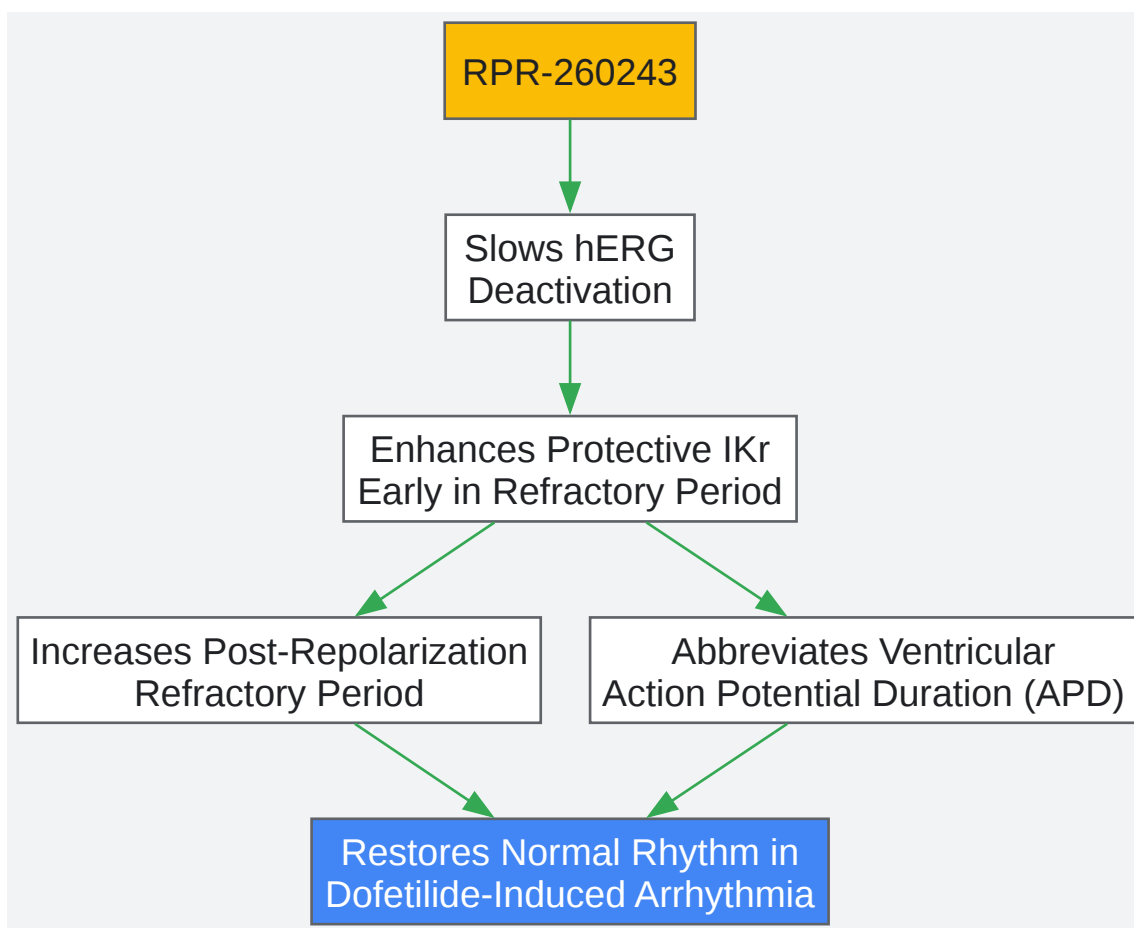 RPR-260243
Slows hERG
Deactivation
Enhances Protective IKr
Early in Refractory Period
Increases Post-Repolarization
Refractory Period
Abbreviates Ventricular
Action Potential Duration (APD)
Restores Normal Rhythm in
Dofetilide-Induced Arrhythmia